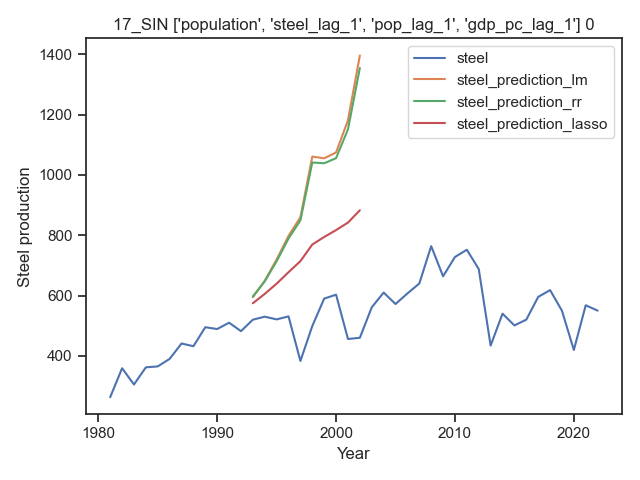 17_SIN ['population', 'steel_lag_1', 'pop_lag_1', 'gdp_pc_lag_1'] 0
steel
steel_prediction_lm
steel_prediction_rr
steel_prediction_lasso
Steel production
1400
1200
1000
800
600
400
1980
1990
2000
2010
2020
Year